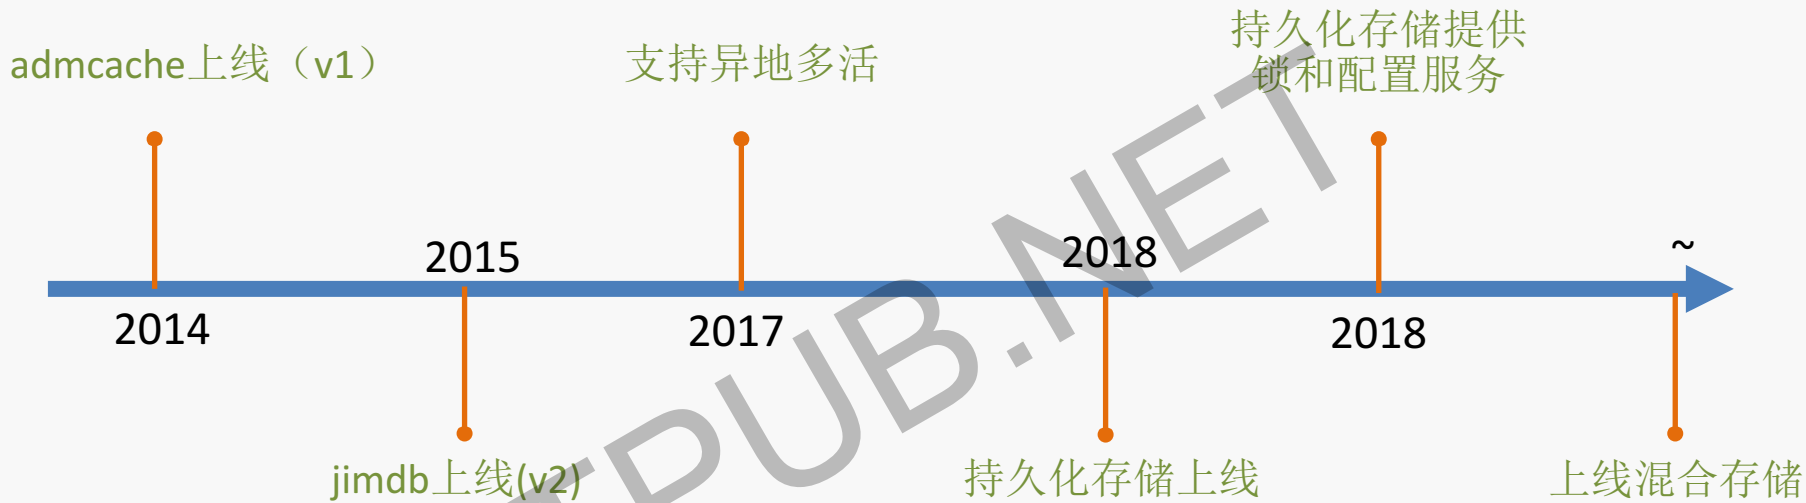 admcache上线（v1）
支持异地多活
持久化存储提供
锁和配置服务
2015
2018
~
2014
2017
2018
jimdb上线(v2)
持久化存储上线
上线混合存储
TPUB.NET